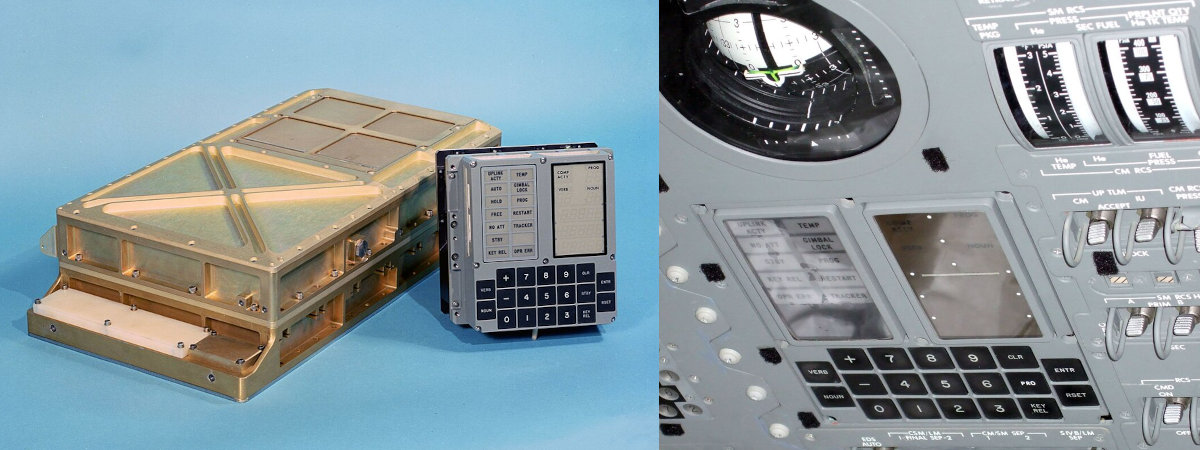 UPLINK ACTY TEMP
AUTO GIMBAL LOCK
HOLD PROG
FREE RESTART
NO ATT TRACKER
STBY
KEY REL OPR ERR
COMP ACTY PROG
VERB NOUN
VERB + 7 8 9 CLR ENTR
NOUN - 4 5 6 STBY RSET
0 1 2 3 KEY REL
SM RCS
TEMP PKG
PRESS
He SEC FUEL
PRPLNT QTY
He TK TEMP
He TEMP
He
FUEL PRESS
CM RCS
UP TLM
CM IU
ACCEPT
CM RCS
PRESS
UPLINK ACTY TEMP
NO ATT GIMBAL LOCK
STBY PROG
KEY REL RESTART
OPR ERR TRACKER
NOUN
VERB + 7 8 9 CLR ENTR
NOUN - 4 5 6 PRO RSET
0 1 2 3 KEY REL
A SM RCS
PRIM B
SEC
RCS
CMD
ON
EDS AUTO
CSM/LM
FINAL SEP
1 2
CM/SM SEP
1 2
SIVB/LM
SEP